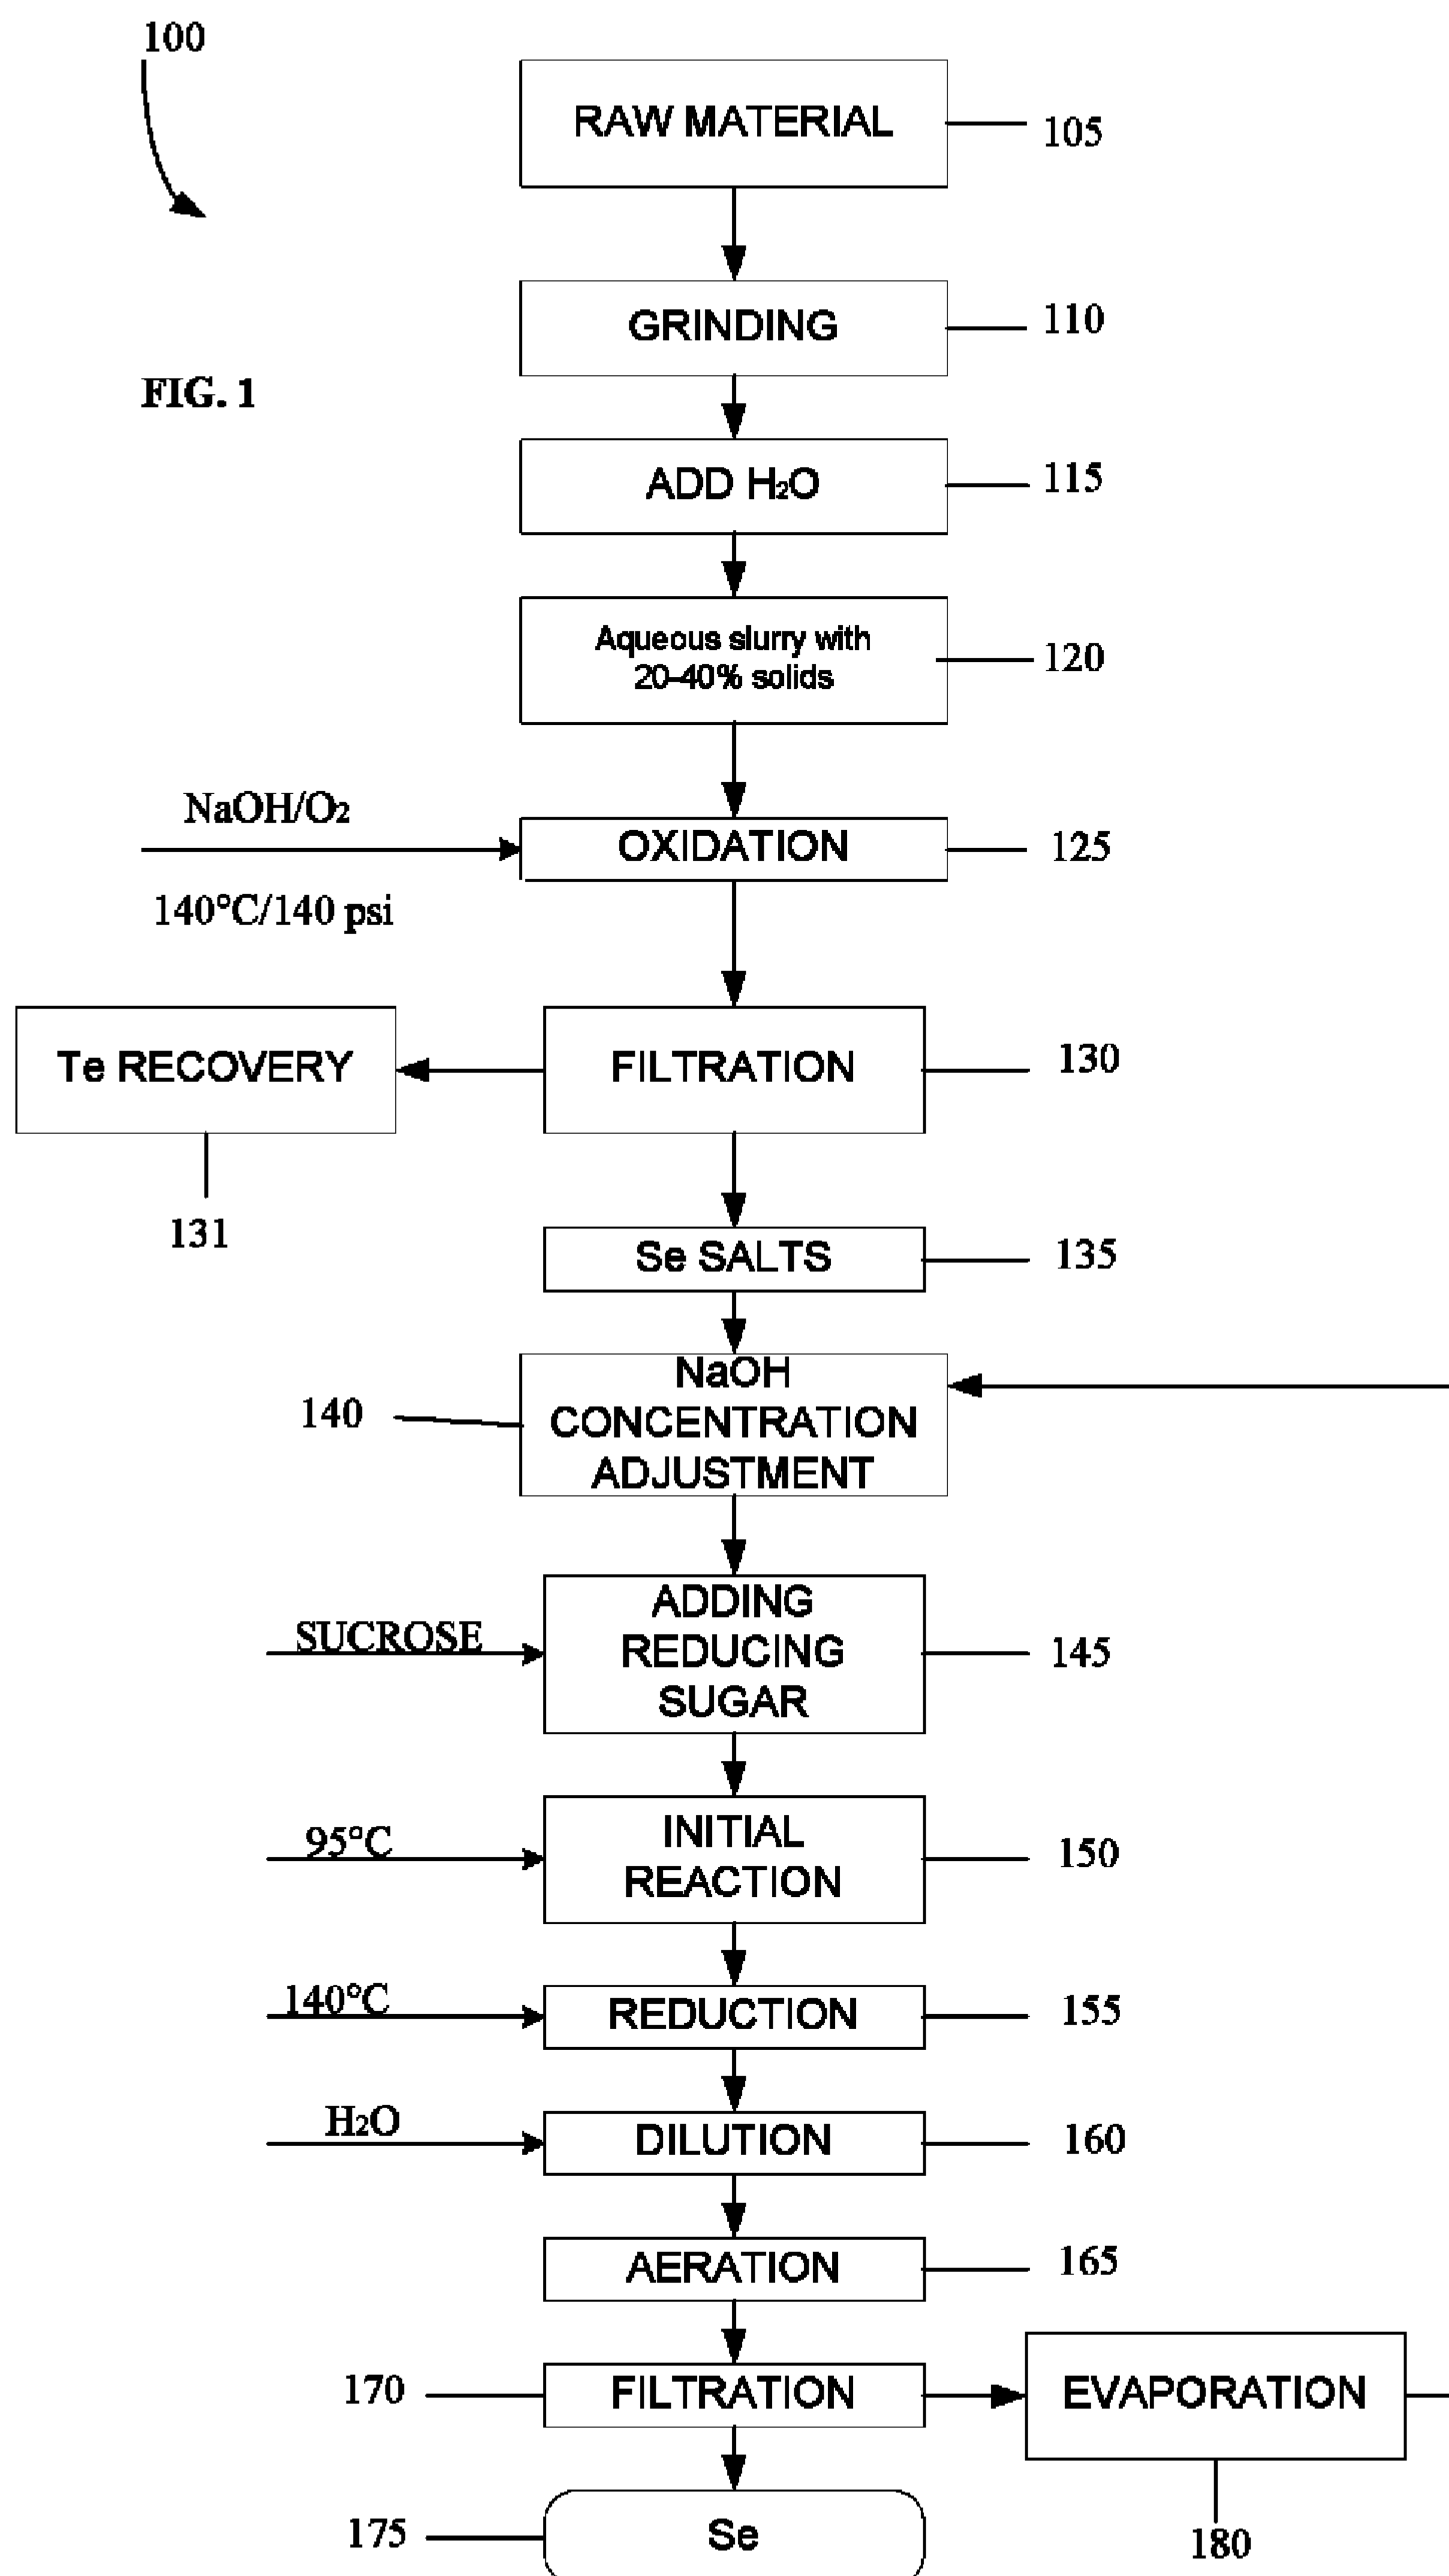 100
RAW MATERIAL
105
GRINDING
110
FIG. 1
ADD H₂O
115
Aqueous slurry with
20-40% solids
120
NaOH/O₂
140°C/140 psi
OXIDATION
125
Te RECOVERY
131
FILTRATION
130
Se SALTS
135
140
NaOH
CONCENTRATION
ADJUSTMENT
SUCROSE
ADDING
REDUCING
SUGAR
145
95°C
INITIAL
REACTION
150
140°C
REDUCTION
155
H₂O
DILUTION
160
AERATION
165
170
FILTRATION
EVAPORATION
180
175
Se